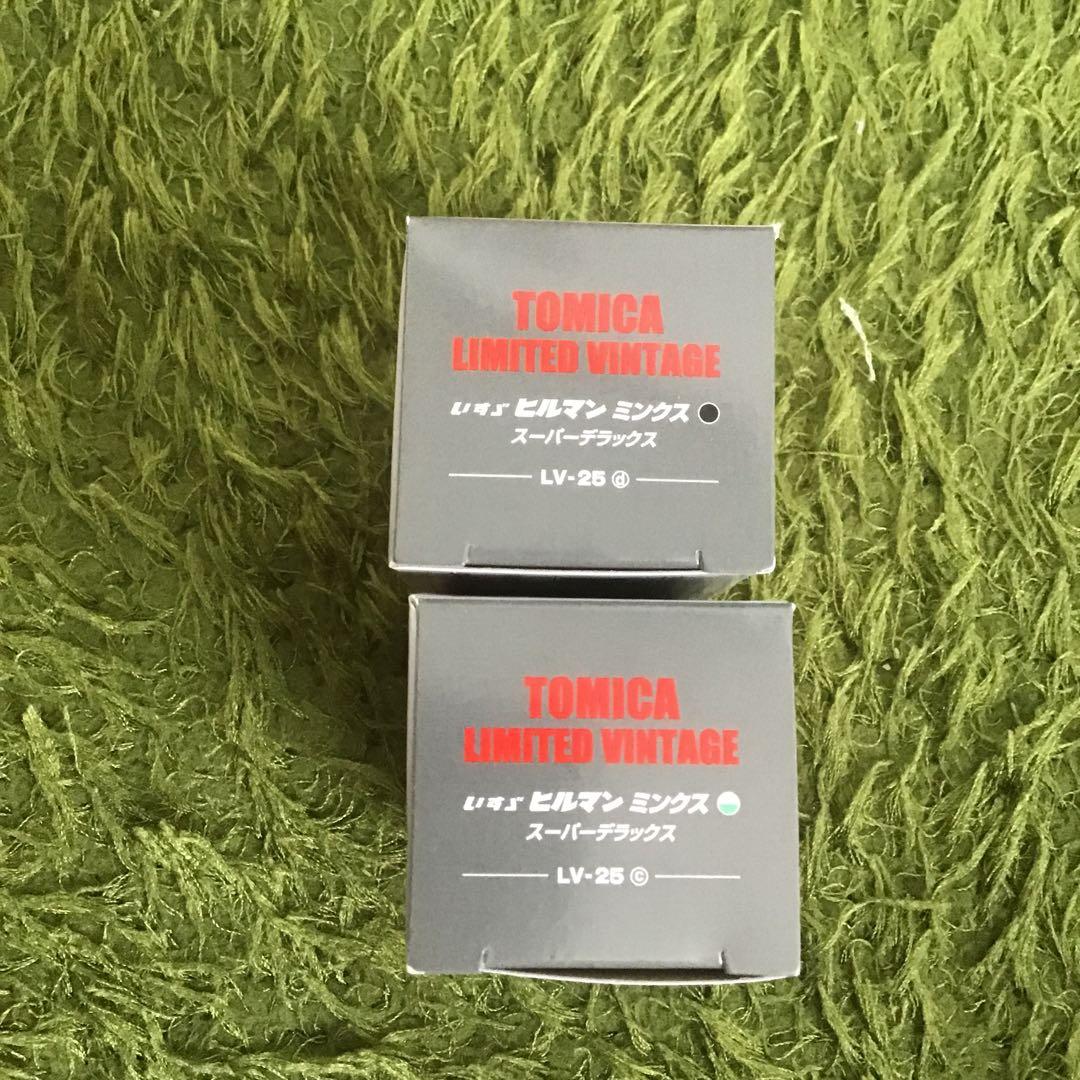 TOMICA
LIMITED VINTAGE
いすゞ ヒルマン ミンクス
スーパーデラックス
LV-25 ⓓ
TOMICA
LIMITED VINTAGE
いすゞ ヒルマン ミンクス
スーパーデラックス
LV-25 ⓒ